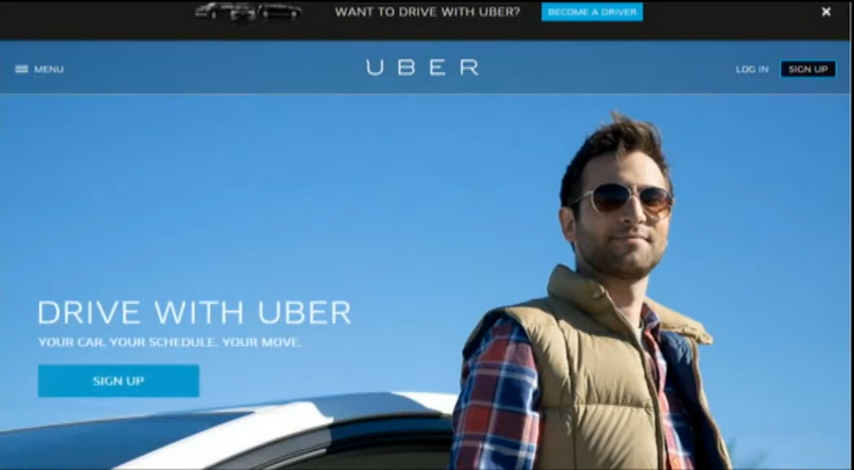 WANT TO DRIVE WITH UBER? BECOME A DRIVER ×
MENU UBER LOG IN SIGN UP
DRIVE WITH UBER
YOUR CAR. YOUR SCHEDULE. YOUR MOVE.
SIGN UP